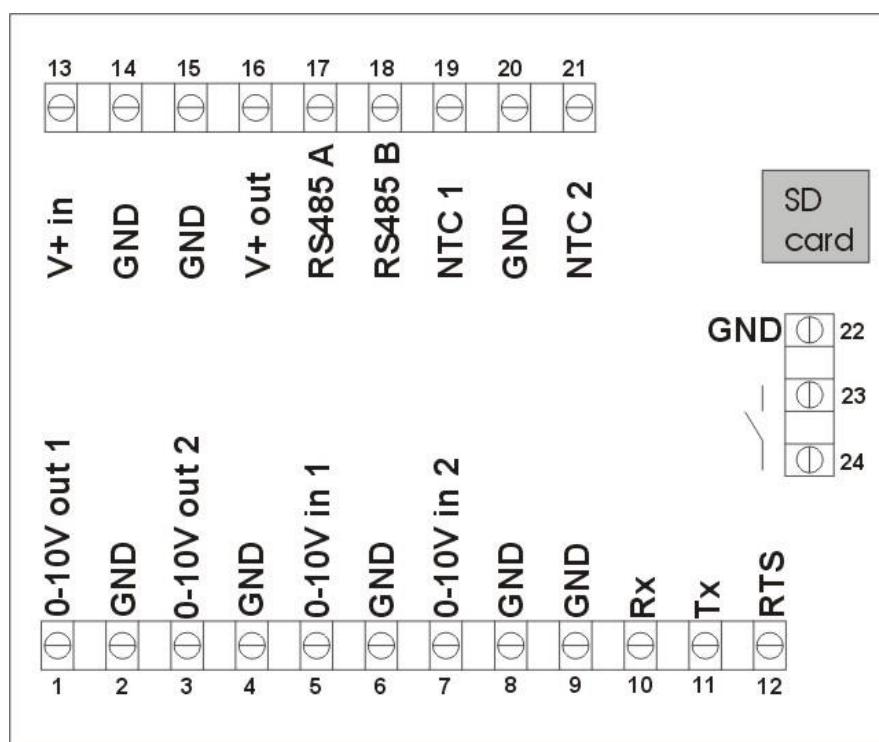 13 14 15 16 17 18 19 20 21
V+ in
GND
GND
V+ out
RS485 A
RS485 B
NTC 1
GND
NTC 2
SD
card
GND 22
23
24
0-10V out 1
GND
0-10V out 2
GND
0-10V in 1
GND
0-10V in 2
GND
GND
Rx
Tx
RTS
1 2 3 4 5 6 7 8 9 10 11 12